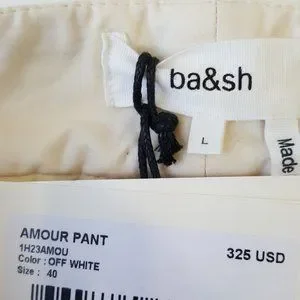 ba&sh
L
Made
AMOUR PANT
1H23AMOU
Color : OFF WHITE
Size : 40
325 USD